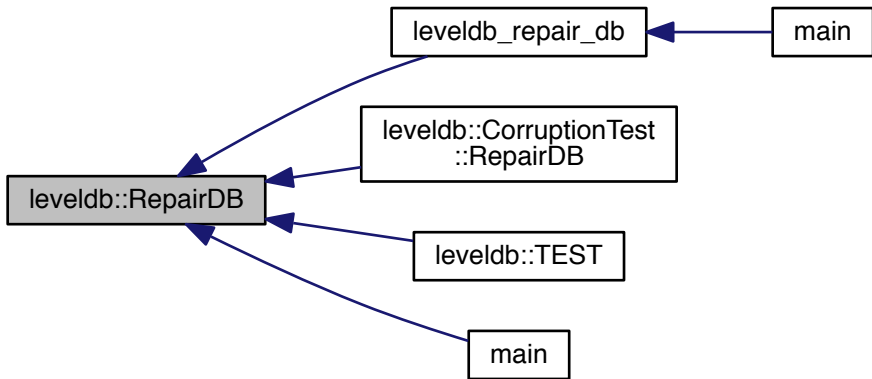 leveldb_repair_db
main
leveldb::CorruptionTest
::RepairDB
leveldb::RepairDB
leveldb::TEST
main